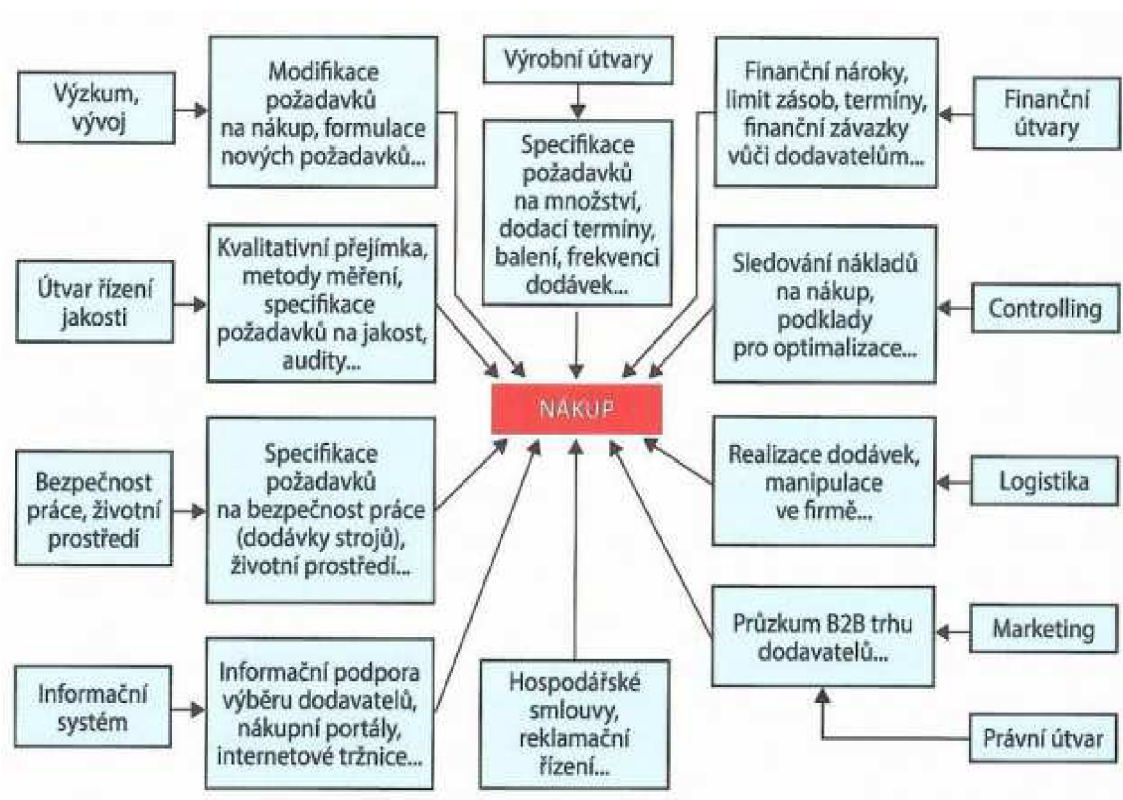 Výzkum,
vývoj
Modifikace
požadavků
na nákup, formulace
nových požadavků...
Výrobní útvary
Specifikace
požadavků
na množství,
dodací termíny,
balení, frekvenci
dodávek...
Finanční nároky,
limit zásob, termíny,
finanční závazky
vůči dodavatelům...
Finanční
útvary
Útvar řízení
jakosti
Kvalitativní přejímka,
metody měření,
specifikace
požadavků na jakost,
audity...
Sledování nákladů
na nákup,
podklady
pro optimalizace...
Controlling
NÁKUP
Bezpečnost
práce, životní
prostředí
Specifikace
požadavků
na bezpečnost práce
(dodávky strojů),
životní prostředí...
Realizace dodávek,
manipulace
ve firmě...
Logistika
Informační
systém
Informační podpora
výběru dodavatelů,
nákupní portály,
internetové tržnice...
Hospodářské
smlouvy,
reklamační
řízení...
Průzkum B2B trhu
dodavatelů...
Marketing
Právní útvar